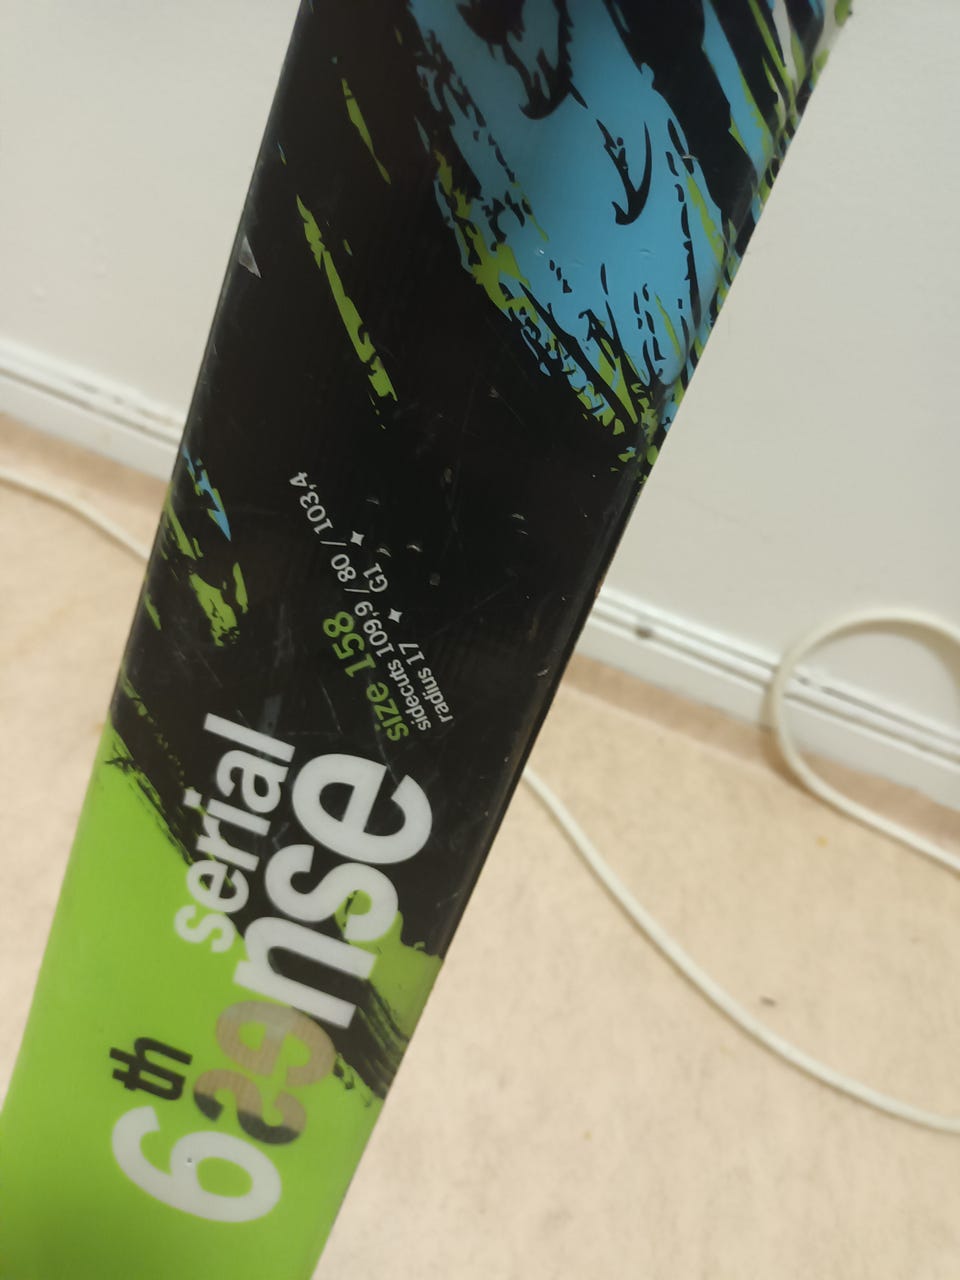 6th sense
serial
size 158
sidecuts 109,9 / 80 / 103,4
radius 17 ✦ G1 ✦